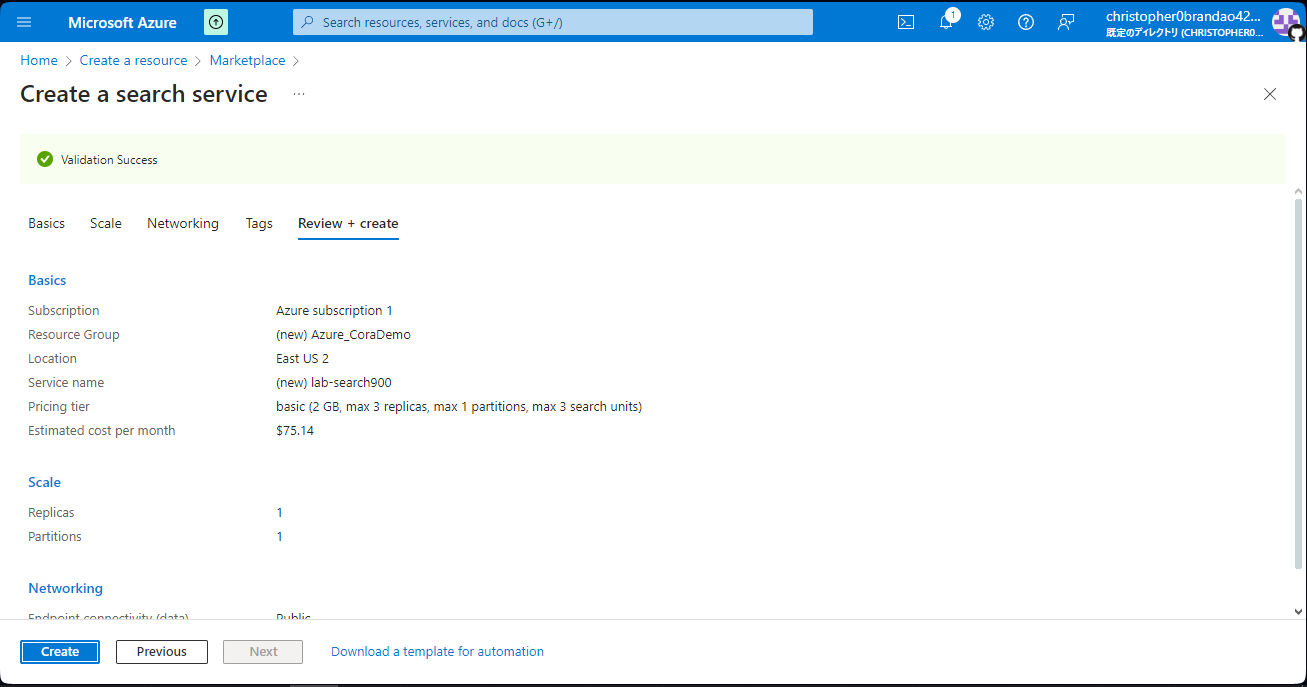 Microsoft Azure
Search resources, services, and docs (G+/)
1
christopher0brandao42...
既定のディレクトリ (CHRISTOPHER0...
Home > Create a resource > Marketplace >
Create a search service ...
Validation Success
Basics Scale Networking Tags Review + create
Basics
Subscription Azure subscription 1
Resource Group (new) Azure_CoraDemo
Location East US 2
Service name (new) lab-search900
Pricing tier basic (2 GB, max 3 replicas, max 1 partitions, max 3 search units)
Estimated cost per month $75.14
Scale
Replicas 1
Partitions 1
Networking
Endpoint connectivity (data) Public
Create Previous Next Download a template for automation